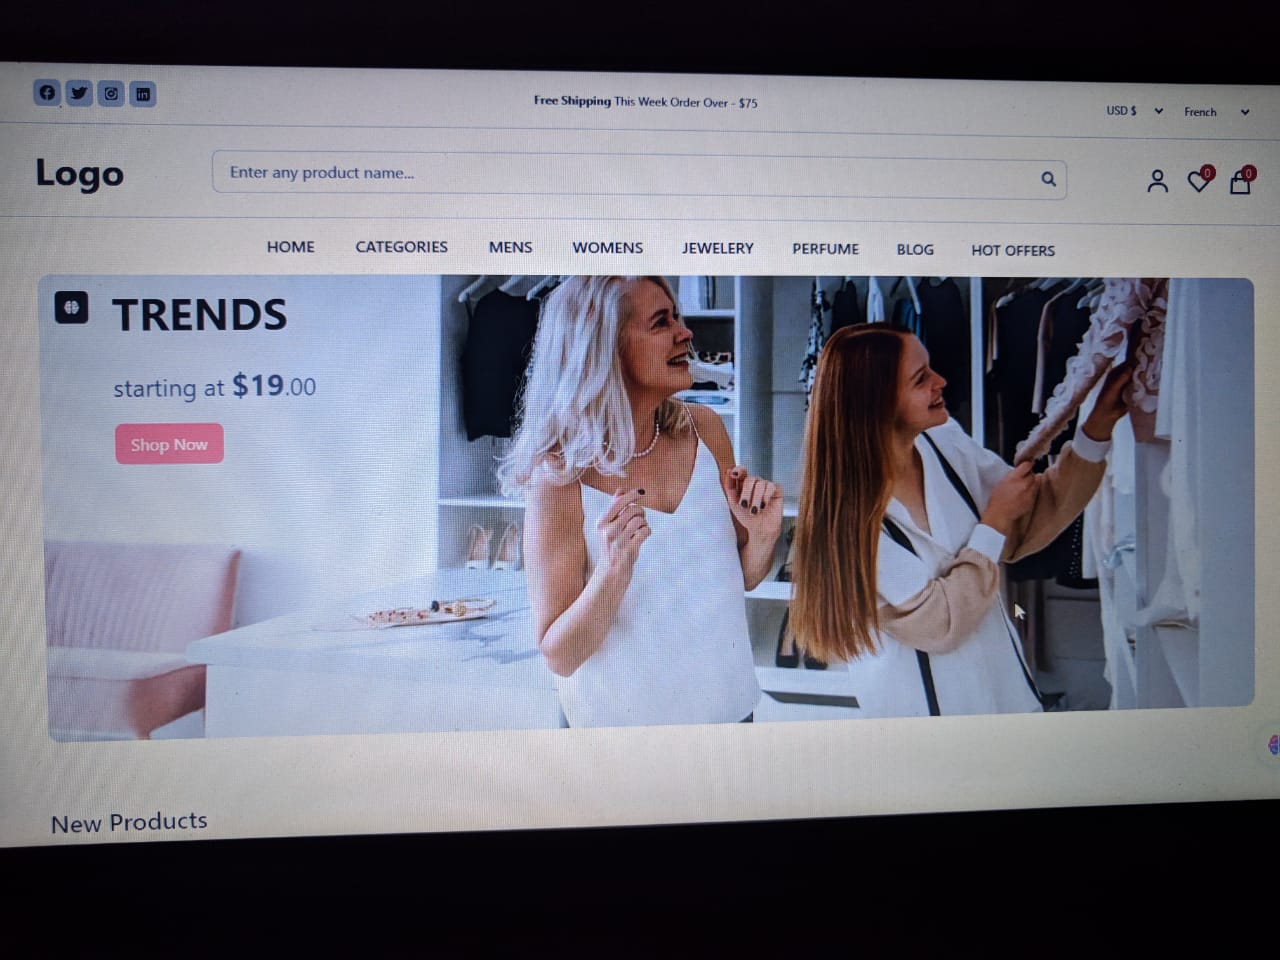 Free Shipping This Week Order Over - $75
USD $
French
Logo
Enter any product name...
0
0
HOME
CATEGORIES
MENS
WOMENS
JEWELERY
PERFUME
BLOG
HOT OFFERS
TRENDS
starting at $19.00
Shop Now
New Products